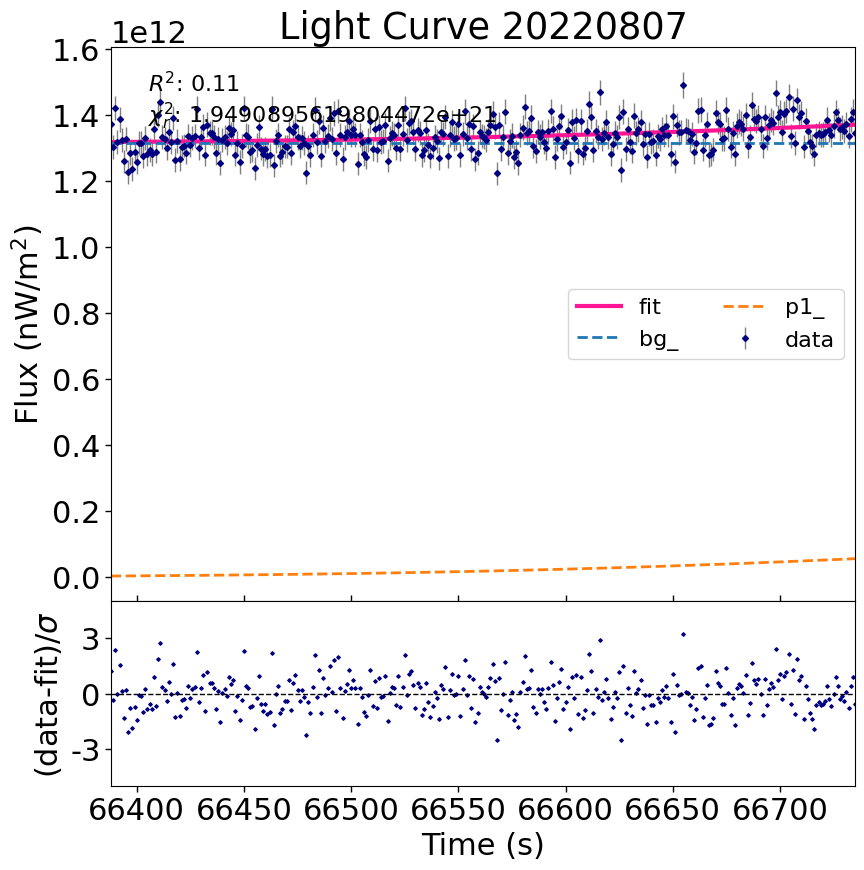 Light Curve 20220807
1e12
R²: 0.11
χ²: 1.9490895619804472e+21
1.6
1.4
1.2
1.0
0.8
0.6
0.4
0.2
0.0
Flux (nW/m²)
fit
bg_
p1_
data
3
0
-3
(data-fit)/σ
66400 66450 66500 66550 66600 66650 66700
Time (s)